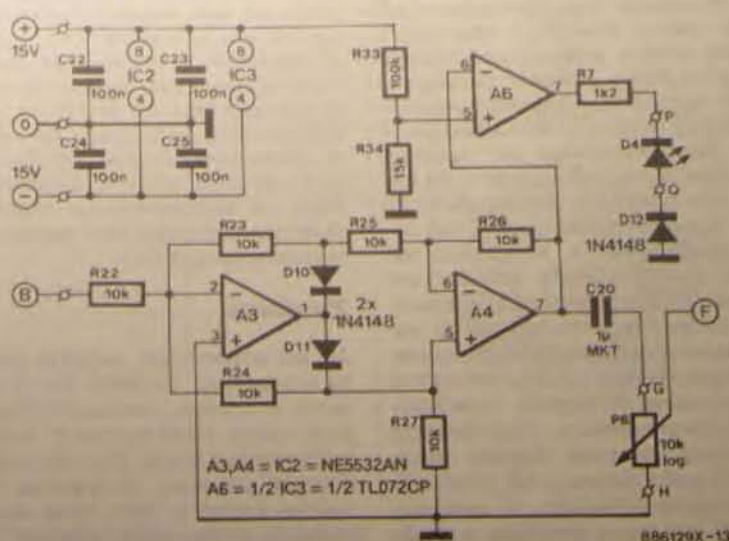 +
15V
C22
100n
8
IC2
4
C23
100n
8
IC3
4
0
C24
100n
C25
100n
15V
−
R33
100k
R34
15k
6
−
5
+
A6
7
R7
1k2
P
D4
Q
D12
1N4148
R23
10k
R25
10k
R26
10k
B
R22
10k
2
−
3
+
A3
1
D10
2x
1N4148
D11
6
−
5
+
A4
7
C20
1µ
MKT
F
R24
10k
R27
10k
G
P6
10k
log.
H
A3,A4 = IC2 = NE5532AN
A6 = 1/2 IC3 = 1/2 TL072CP
886129X-13